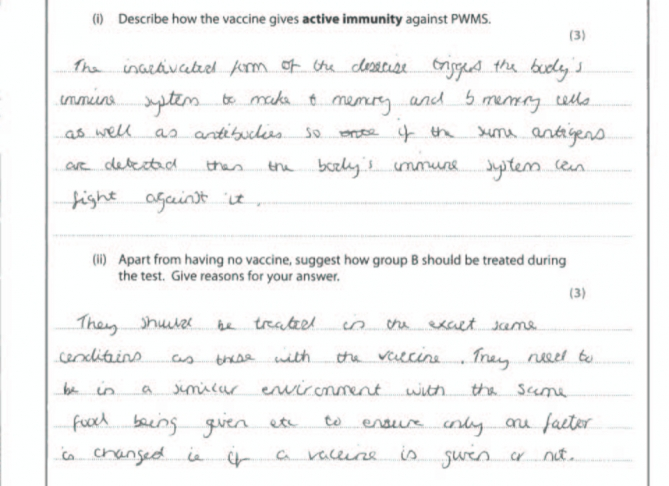 (i) Describe how the vaccine gives active immunity against PWMS.
(3)
The inactivated form of the disease triggers the body's
immune system to make t memory and b memory cells
as well as antibodies so once if the same antigens
are detected then the body's immune system can
fight against it.
(ii) Apart from having no vaccine, suggest how group B should be treated during
the test. Give reasons for your answer.
(3)
They should be treated in the exact same
conditions as those with the vaccine. They need to
be in a similar environment with the same
food being given etc to ensure only one factor
is changed ie if a vaccine is given or not.